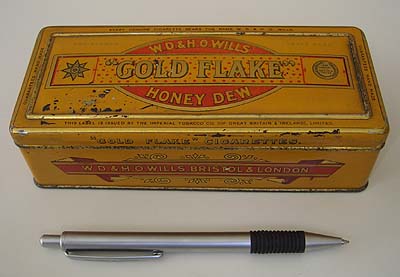 W.D. & H.O. WILLS'
"GOLD FLAKE"
HONEY DEW
THIS LABEL IS ISSUED BY THE IMPERIAL TOBACCO CO. (OF GREAT BRITAIN & IRELAND), LIMITED.
"GOLD FLAKE" CIGARETTES.
W.D. & H.O. WILLS, BRISTOL & LONDON.